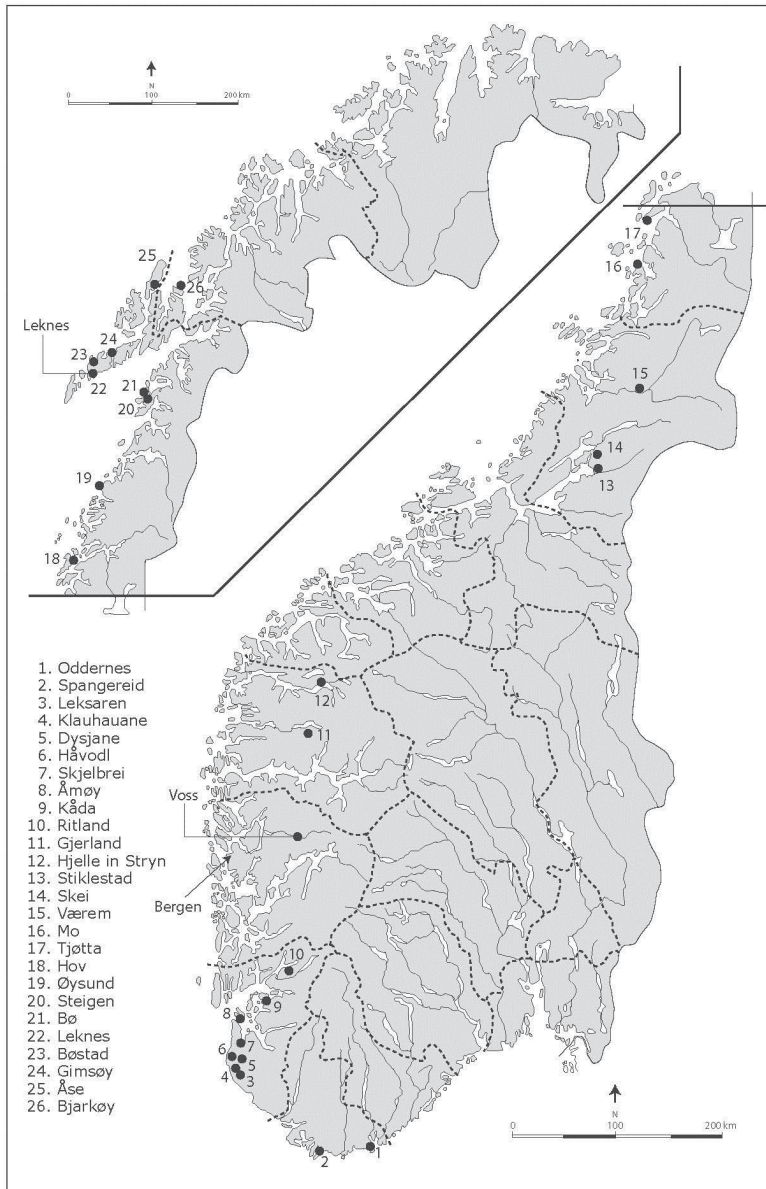 N
0 100 200 km
25
26
Leknes
24
23
22
21
20
19
18
17
16
15
14
13
12
11
Voss
Bergen
10
9
8
7
6
5
4
3
2
1
1. Oddernes
2. Spangereid
3. Leksaren
4. Klauhauane
5. Dysjane
6. Håvodl
7. Skjelbrei
8. Åmøy
9. Kåda
10. Ritland
11. Gjerland
12. Hjelle in Stryn
13. Stiklestad
14. Skei
15. Værem
16. Mo
17. Tjøtta
18. Hov
19. Øysund
20. Steigen
21. Bø
22. Leknes
23. Bøstad
24. Gimsøy
25. Åse
26. Bjarkøy
N
0 100 200 km